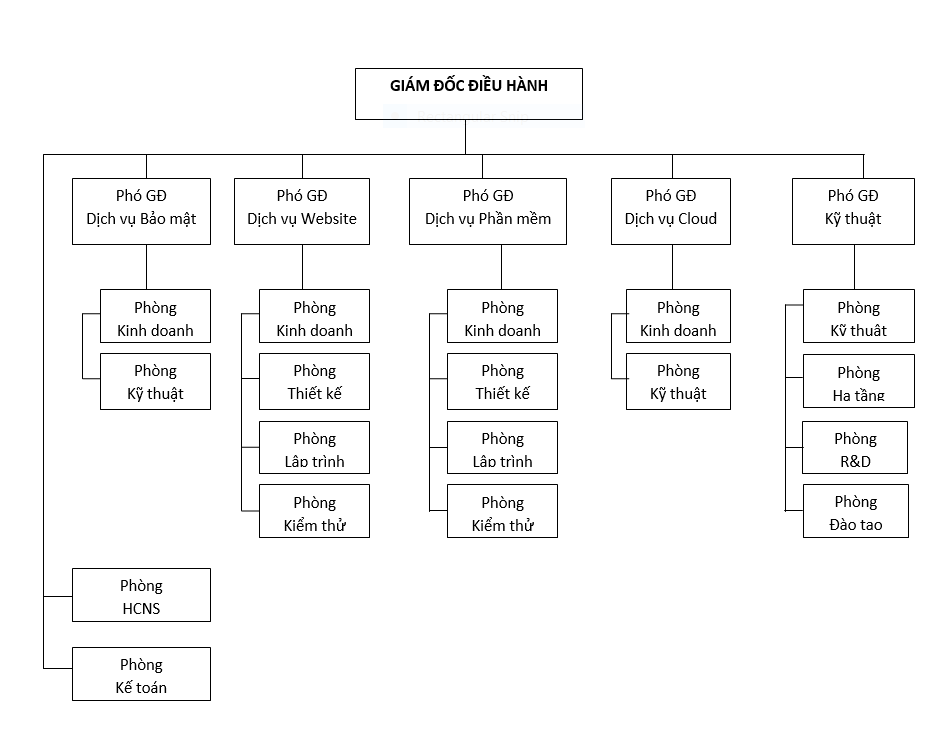 GIÁM ĐỐC ĐIỀU HÀNH
Phó GĐ
Dịch vụ Bảo mật
Phó GĐ
Dịch vụ Website
Phó GĐ
Dịch vụ Phần mềm
Phó GĐ
Dịch vụ Cloud
Phó GĐ
Kỹ thuật
Phòng
Kinh doanh
Phòng
Kỹ thuật
Phòng
Kinh doanh
Phòng
Thiết kế
Phòng
Lập trình
Phòng
Kiểm thử
Phòng
Kinh doanh
Phòng
Thiết kế
Phòng
Lập trình
Phòng
Kiểm thử
Phòng
Kinh doanh
Phòng
Kỹ thuật
Phòng
Kỹ thuật
Phòng
Hạ tầng
Phòng
R&D
Phòng
Đào tạo
Phòng
HCNS
Phòng
Kế toán